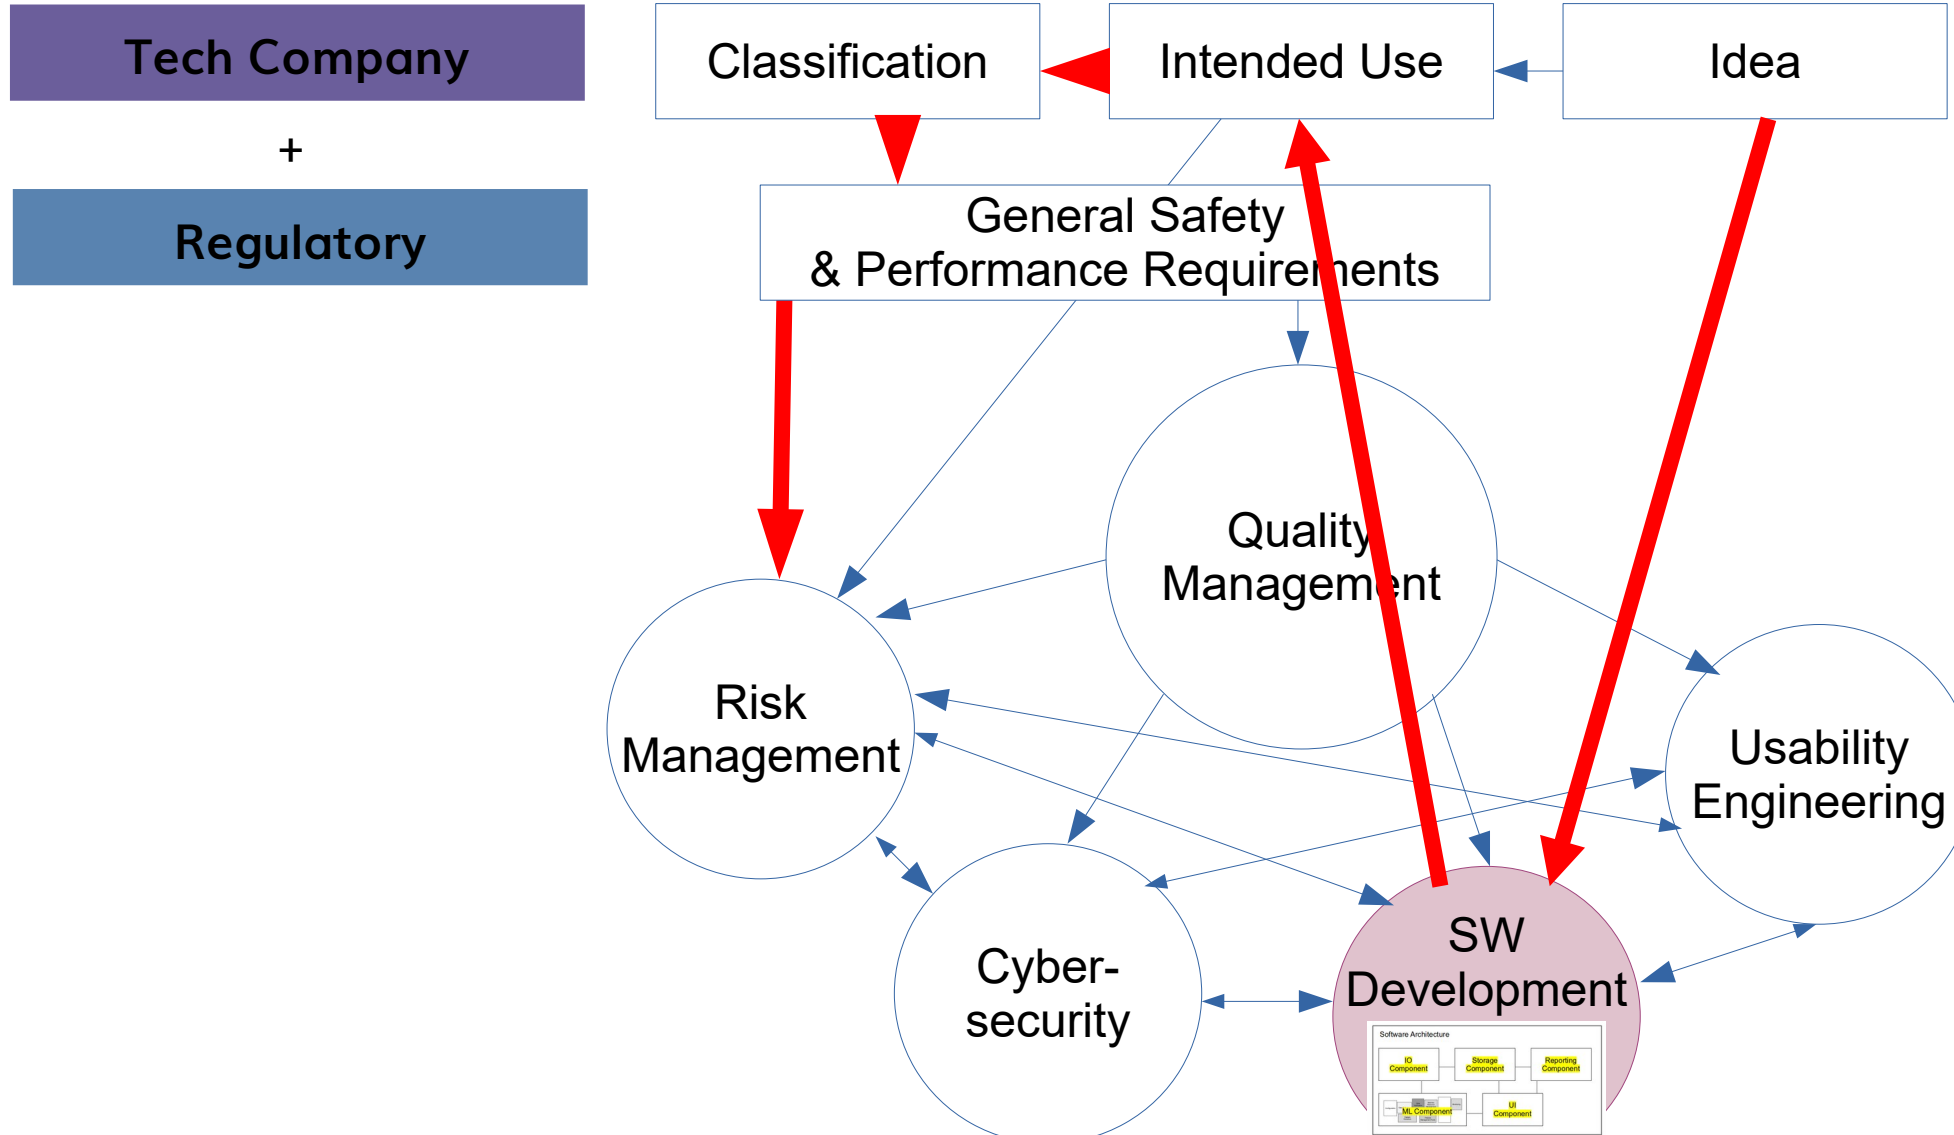 Tech Company
+
Regulatory
Classification
Intended Use
Idea
General Safety
& Performance Requirements
Quality
Management
Risk
Management
Usability
Engineering
Cyber-
security
SW
Development
Software Architecture
IO
Component
Storage
Component
Reporting
Component
ML Component
UI
Component